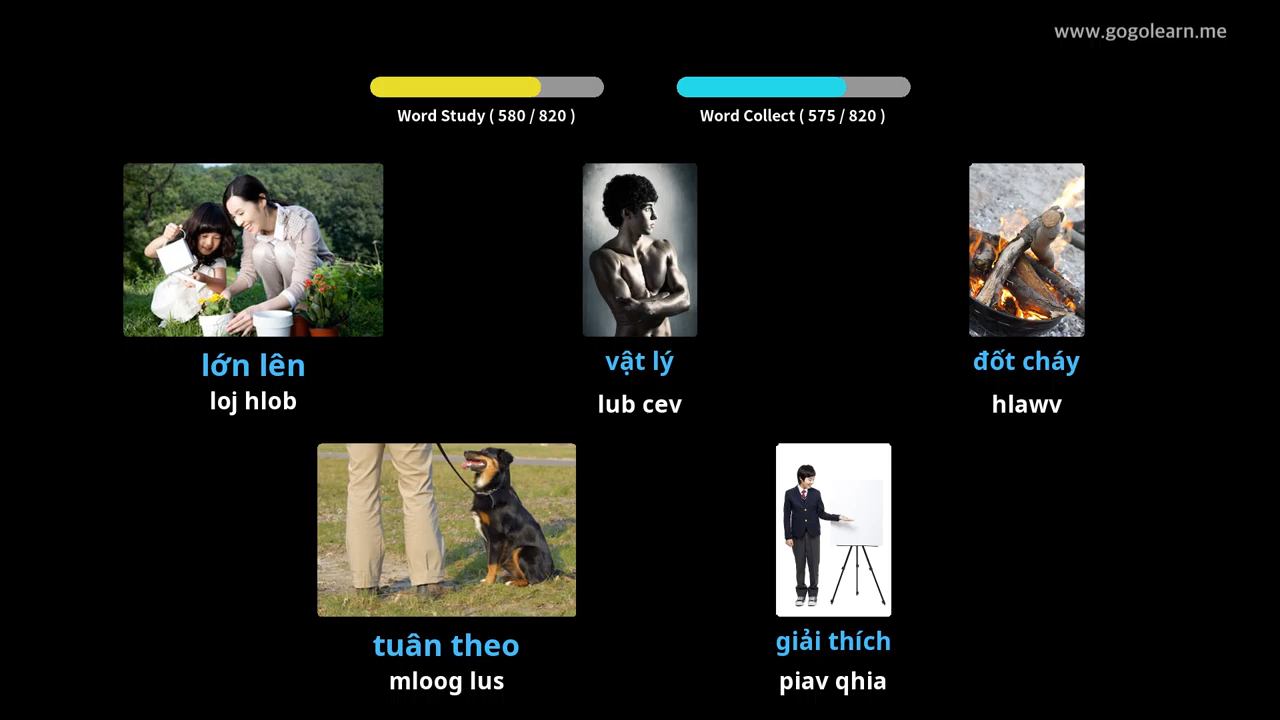 www.gogolearn.me
Word Study ( 580 / 820 )
Word Collect ( 575 / 820 )
lớn lên
loj hlob
vật lý
lub cev
đốt cháy
hlawv
tuân theo
mloog lus
giải thích
piav qhia